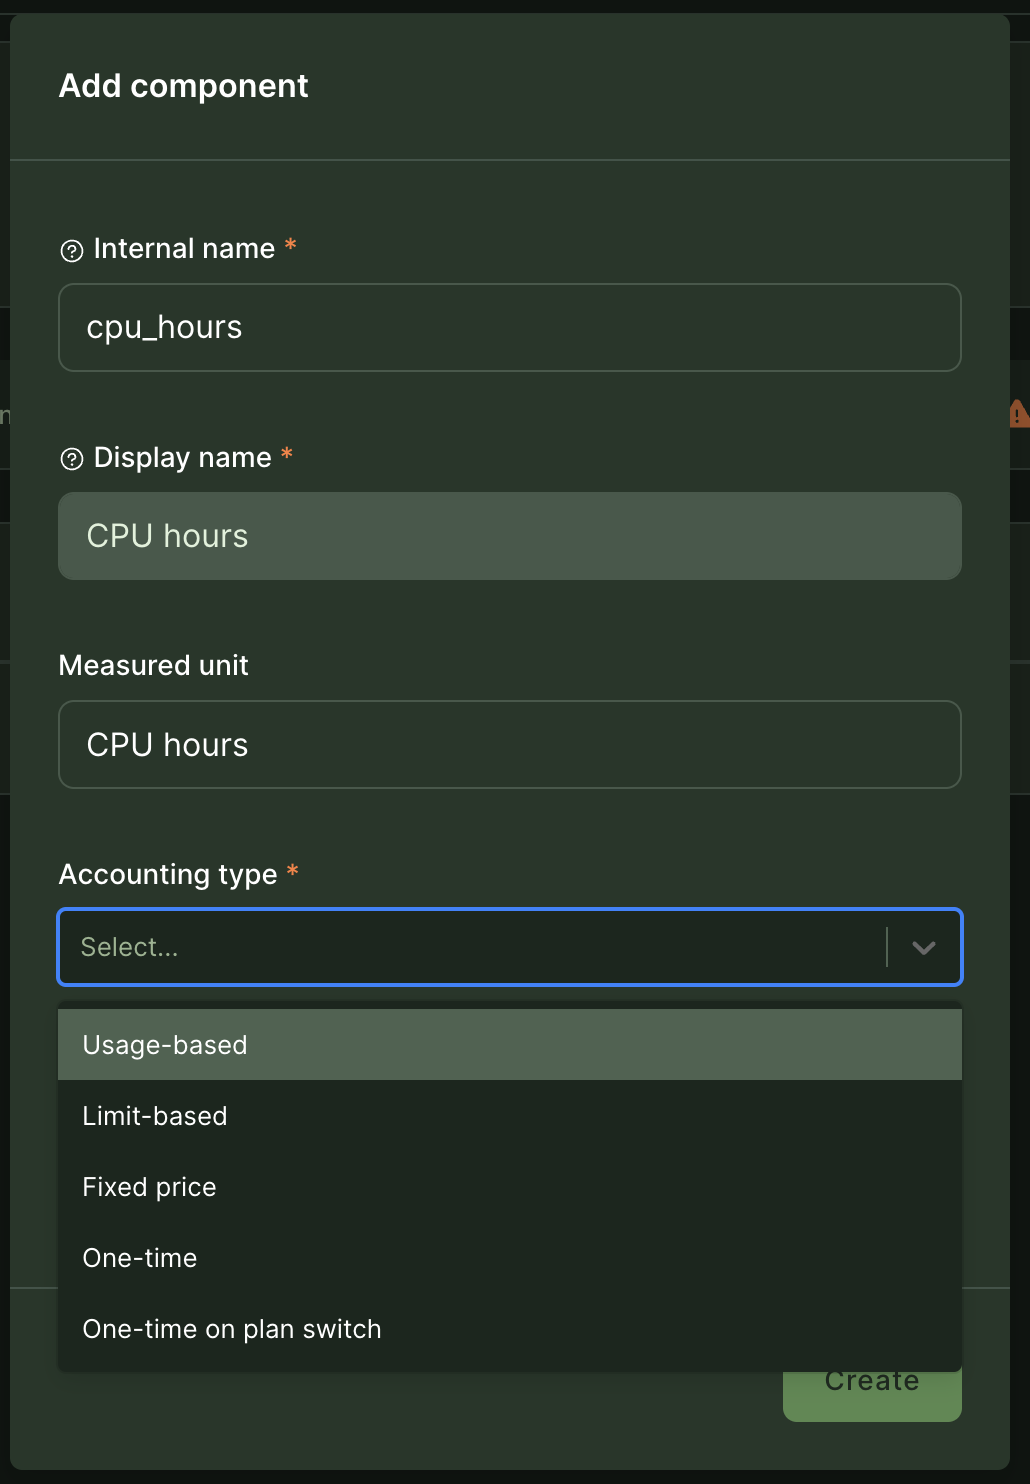 Add component
Internal name *
cpu_hours
Display name *
CPU hours
Measured unit
CPU hours
Accounting type *
Select...
Usage-based
Limit-based
Fixed price
One-time
One-time on plan switch
Create